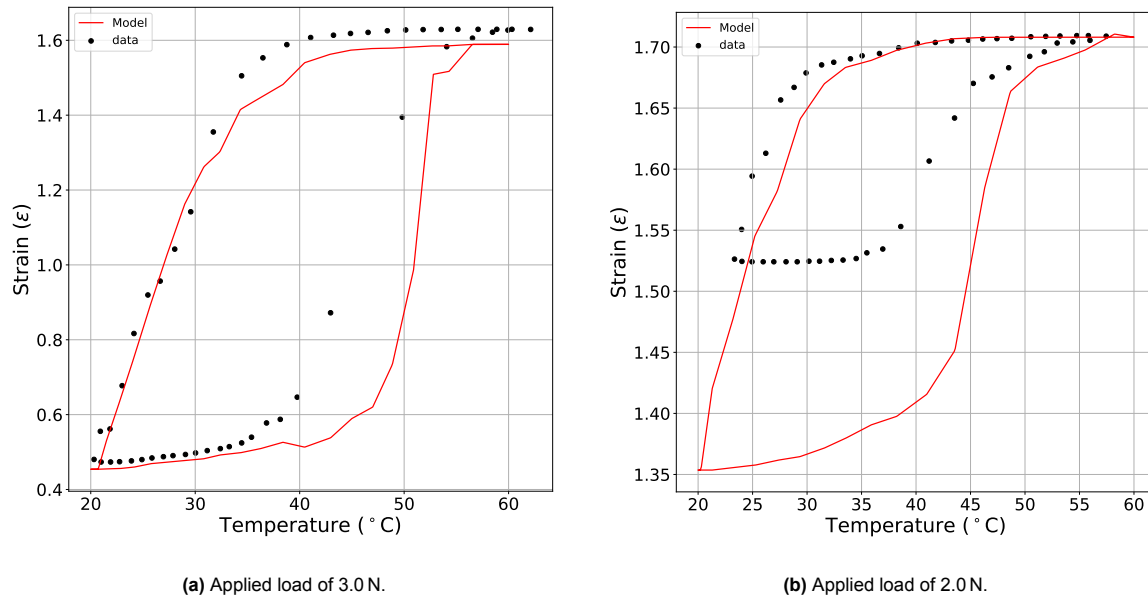 Model
data
1.6
1.4
1.2
1.0
0.8
0.6
0.4
Strain (ε)
20 30 40 50 60
Temperature (°C)
(a) Applied load of 3.0 N.
Model
data
1.70
1.65
1.60
1.55
1.50
1.45
1.40
1.35
Strain (ε)
20 25 30 35 40 45 50 55 60
Temperature (°C)
(b) Applied load of 2.0 N.